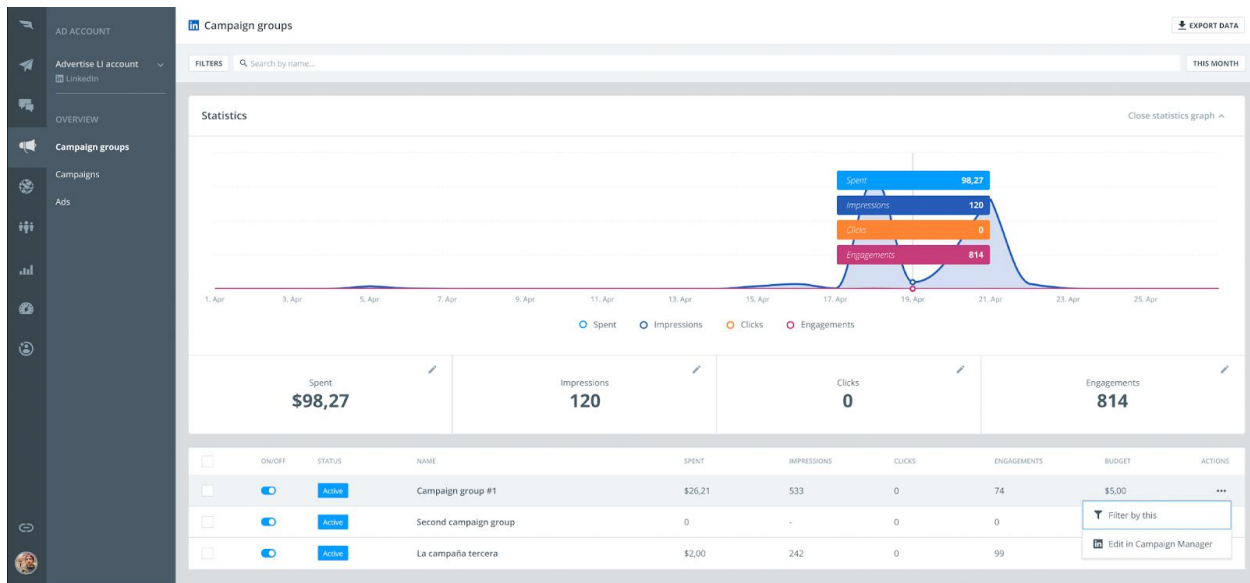 AD ACCOUNT
Advertise LI account
LinkedIn
OVERVIEW
Campaign groups
Campaigns
Ads
Campaign groups
EXPORT DATA
FILTERS
Search by name...
THIS MONTH
Statistics
Close statistics graph
Spent 98,27
Impressions 120
Clicks 0
Engagements 814
1. Apr 3. Apr 5. Apr 7. Apr 9. Apr 11. Apr 13. Apr 15. Apr 17. Apr 19. Apr 21. Apr 23. Apr 25. Apr
Spent Impressions Clicks Engagements
Spent Impressions Clicks Engagements
$98,27 120 0 814
ON/OFF STATUS NAME SPENT IMPRESSIONS CLICKS ENGAGEMENTS BUDGET ACTIONS
Active Campaign group #1 $26,21 533 0 74 $5,00 •••
Filter by this
Active Second campaign group 0 - 0 0
Edit in Campaign Manager
Active La campaña tercera $2,00 242 0 99